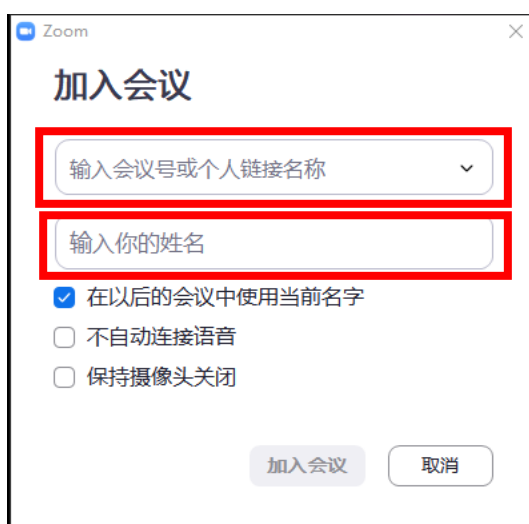 Zoom
加入会议
输入会议号或个人链接名称
输入你的姓名
在以后的会议中使用当前名字
不自动连接语音
保持摄像头关闭
加入会议 取消